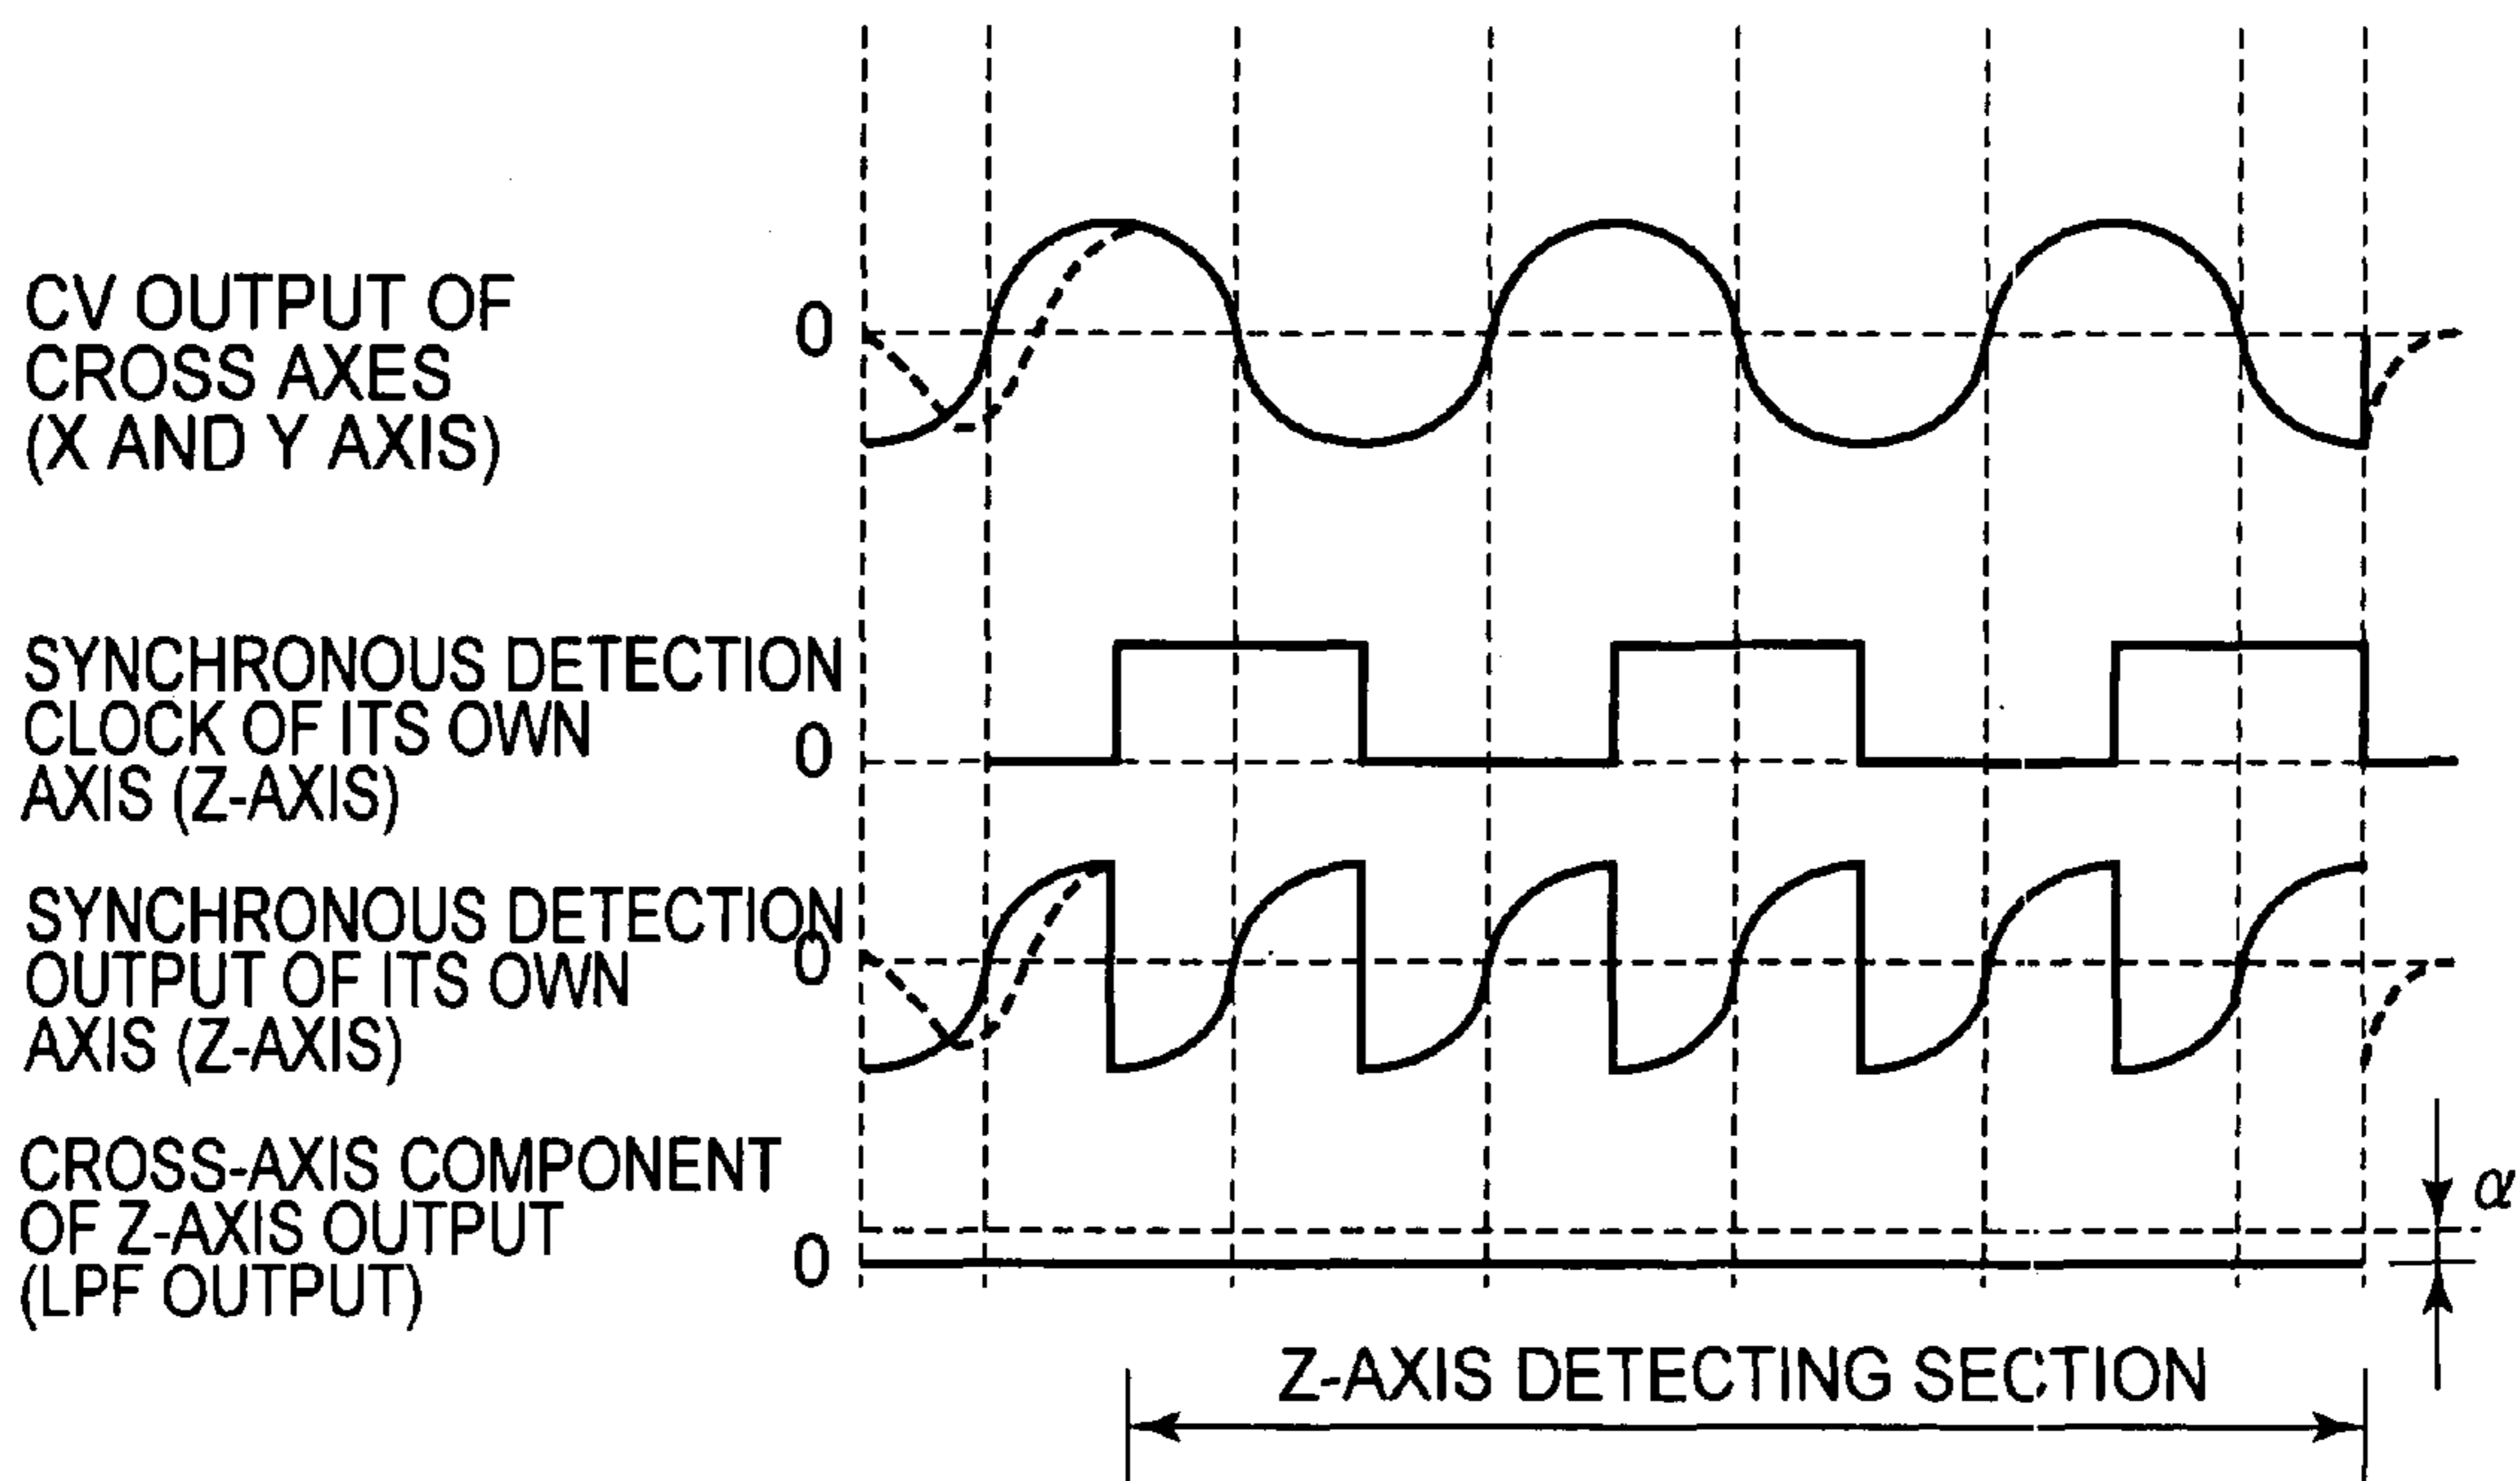 CV OUTPUT OF
CROSS AXES
(X AND Y AXIS)
0
SYNCHRONOUS DETECTION
CLOCK OF ITS OWN
AXIS (Z-AXIS)
0
SYNCHRONOUS DETECTION
OUTPUT OF ITS OWN
AXIS (Z-AXIS)
0
CROSS-AXIS COMPONENT
OF Z-AXIS OUTPUT
(LPF OUTPUT)
0
α
Z-AXIS DETECTING SECTION